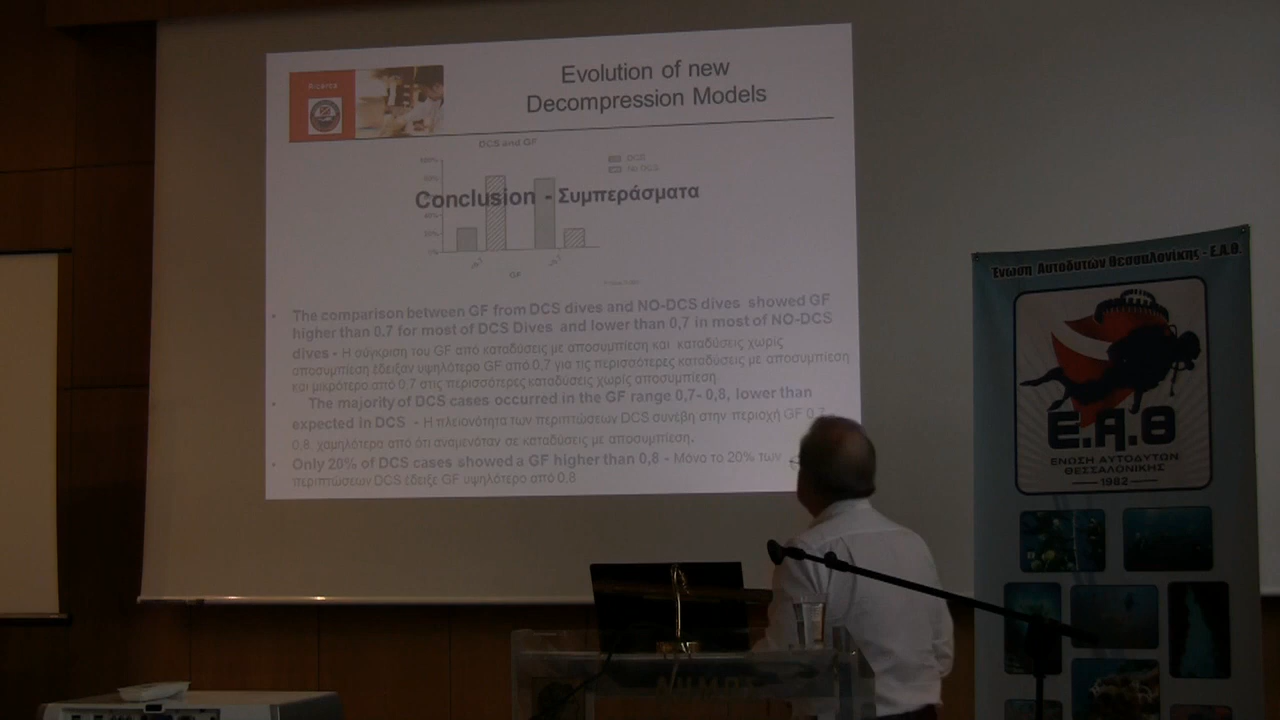 Ricerca
Evolution of new
Decompression Models
DCS and GF
100%
DCS
No DCS
Conclusion - Συμπεράσματα
GF
• The comparison between GF from DCS dives and NO-DCS dives showed GF
higher than 0.7 for most of DCS Dives and lower than 0,7 in most of NO-DCS
dives - Η σύγκριση του GF από καταδύσεις με αποσυμπίεση και καταδύσεις χωρίς
αποσυμπίεση έδειξαν υψηλότερο GF από 0,7 για τις περισσότερες καταδύσεις με αποσυμπίεση
και μικρότερο από 0,7 στις περισσότερες καταδύσεις χωρίς αποσυμπίεση
• The majority of DCS cases occurred in the GF range 0,7- 0,8, lower than
expected in DCS - Η πλειονότητα των περιπτώσεων DCS συνέβη στην περιοχή GF 0,7
0,8, χαμηλότερα από ότι αναμενόταν σε καταδύσεις με αποσυμπίεση.
• Only 20% of DCS cases showed a GF higher than 0,8 - Μόνο το 20% των
περιπτώσεων DCS έδειξε GF υψηλότερο από 0.8
Ένωση Αυτοδυτών Θεσσαλονίκης - Ε.Α.Θ.
Ε.Α.Θ
ΕΝΩΣΗ ΑΥΤΟΔΥΤΩΝ
ΘΕΣΣΑΛΟΝΙΚΗΣ
1982